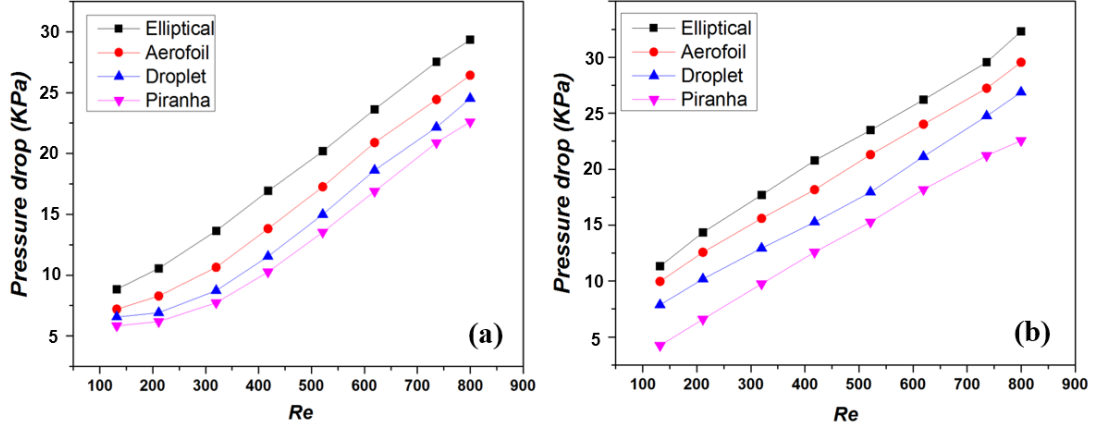 Elliptical
Aerofoil
Droplet
Piranha
30
25
20
15
10
5
Pressure drop (KPa)
(a)
100 200 300 400 500 600 700 800 900
Re
Elliptical
Aerofoil
Droplet
Piranha
30
25
20
15
10
5
Pressure drop (KPa)
(b)
100 200 300 400 500 600 700 800 900
Re